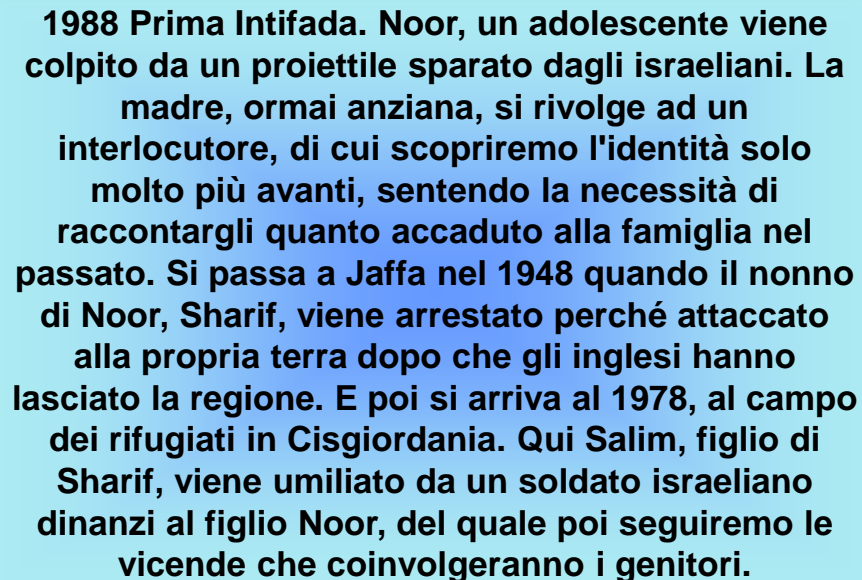 1988 Prima Intifada. Noor, un adolescente viene
colpito da un proiettile sparato dagli israeliani. La
madre, ormai anziana, si rivolge ad un
interlocutore, di cui scopriremo l'identità solo
molto più avanti, sentendo la necessità di
raccontargli quanto accaduto alla famiglia nel
passato. Si passa a Jaffa nel 1948 quando il nonno
di Noor, Sharif, viene arrestato perché attaccato
alla propria terra dopo che gli inglesi hanno
lasciato la regione. E poi si arriva al 1978, al campo
dei rifugiati in Cisgiordania. Qui Salim, figlio di
Sharif, viene umiliato da un soldato israeliano
dinanzi al figlio Noor, del quale poi seguiremo le
vicende che coinvolgeranno i genitori.